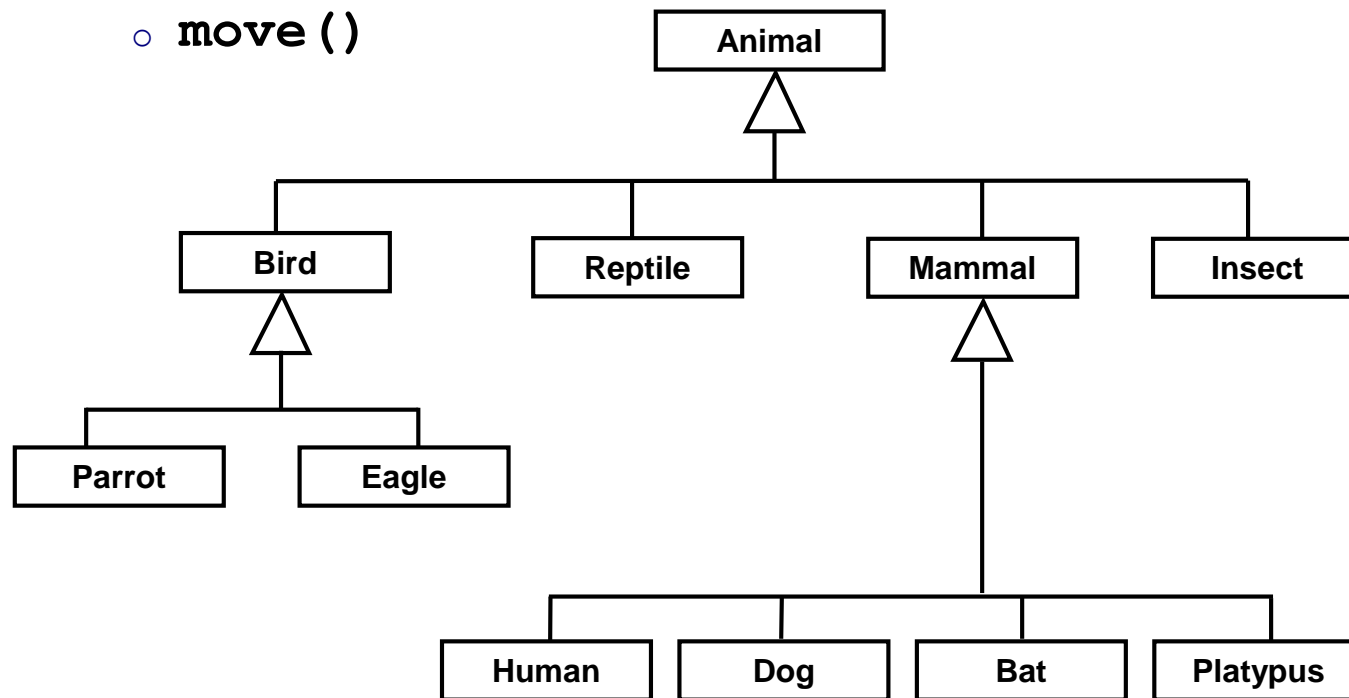 ○ move()
Animal
Bird Reptile Mammal Insect
Parrot Eagle
Human Dog Bat Platypus